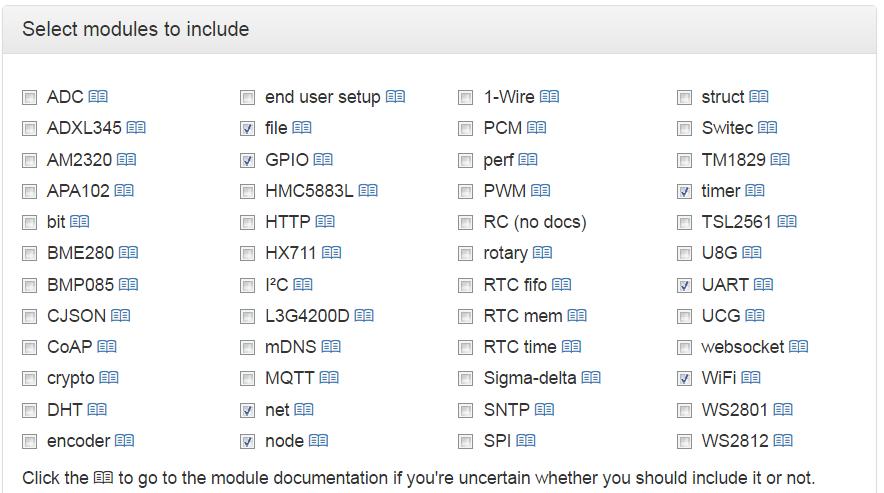 Select modules to include
ADC end user setup 1-Wire struct
ADXL345 file PCM Switec
AM2320 GPIO perf TM1829
APA102 HMC5883L PWM timer
bit HTTP RC (no docs) TSL2561
BME280 HX711 rotary U8G
BMP085 I²C RTC fifo UART
CJSON L3G4200D RTC mem UCG
CoAP mDNS RTC time websocket
crypto MQTT Sigma-delta WiFi
DHT net SNTP WS2801
encoder node SPI WS2812
Click the to go to the module documentation if you're uncertain whether you should include it or not.